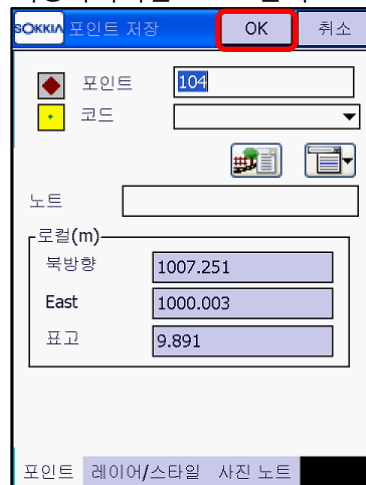 SOKKIA 포인트 저장 OK 취소
포인트 104
코드
노트
로컬(m)
북방향 1007.251
East 1000.003
표고 9.891
포인트 레이어/스타일 사진 노트